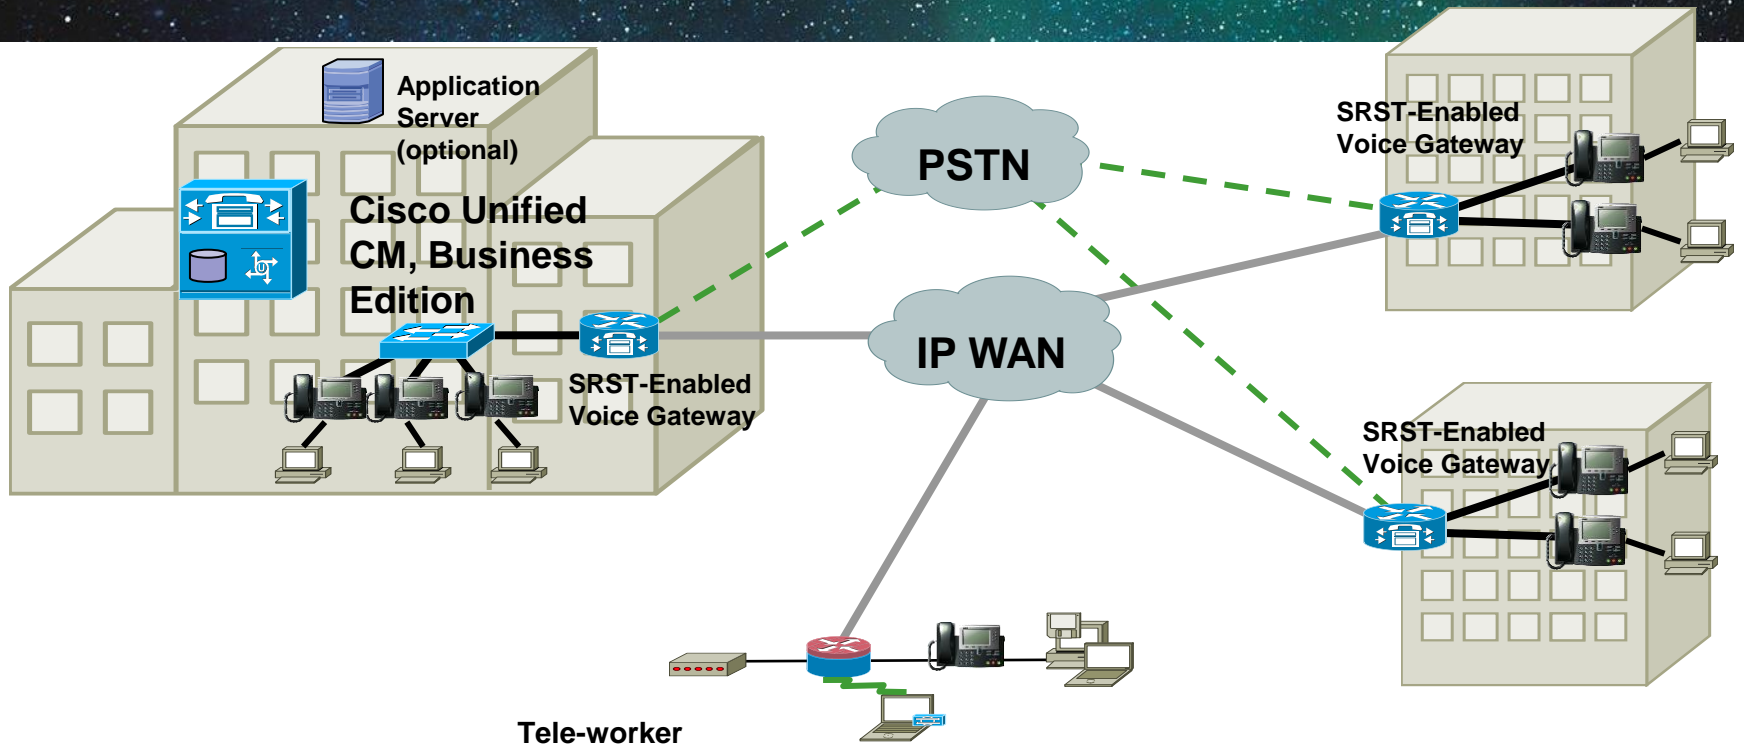 Application
Server
(optional)
Cisco Unified
CM, Business
Edition
SRST-Enabled
Voice Gateway
PSTN
IP WAN
SRST-Enabled
Voice Gateway
SRST-Enabled
Voice Gateway
Tele-worker